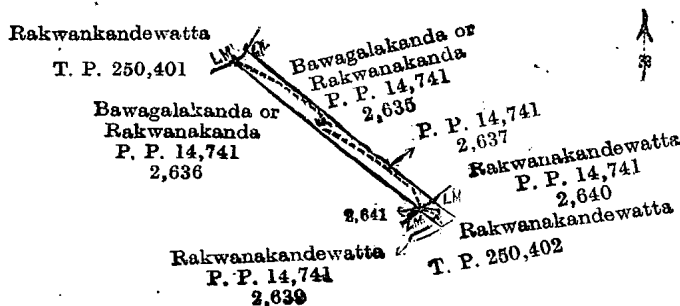 Rakwankandewatta
T. P. 250,401
L.M.
Bawagalakanda or
Rakwanakanda
P. P. 14,741
2,635
Bawagalakanda or
Rakwanakanda
P. P. 14,741
2,636
P. P. 14,741
2,637
Rakwanakandewatta
P. P. 14,741
2,640
LM
2,641
Z.M.
Rakwanakandewatta
T. P. 250,402
Rakwanakandewatta
P. P. 14,741
2,639